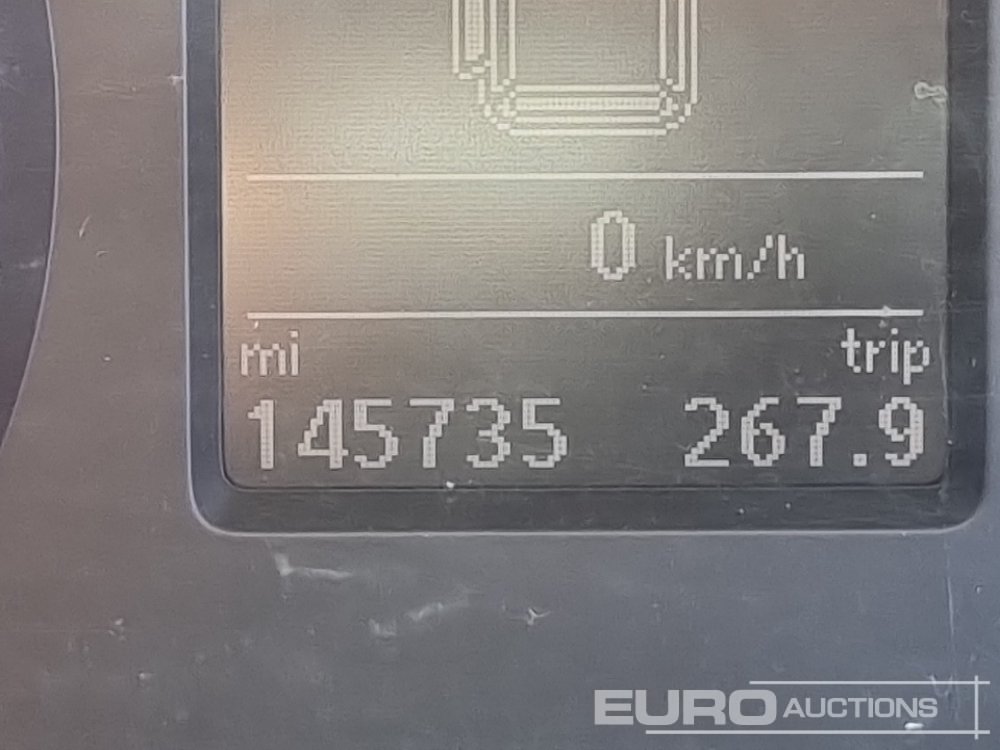 0 km/h
mi trip
145735 267.9
EURO AUCTIONS